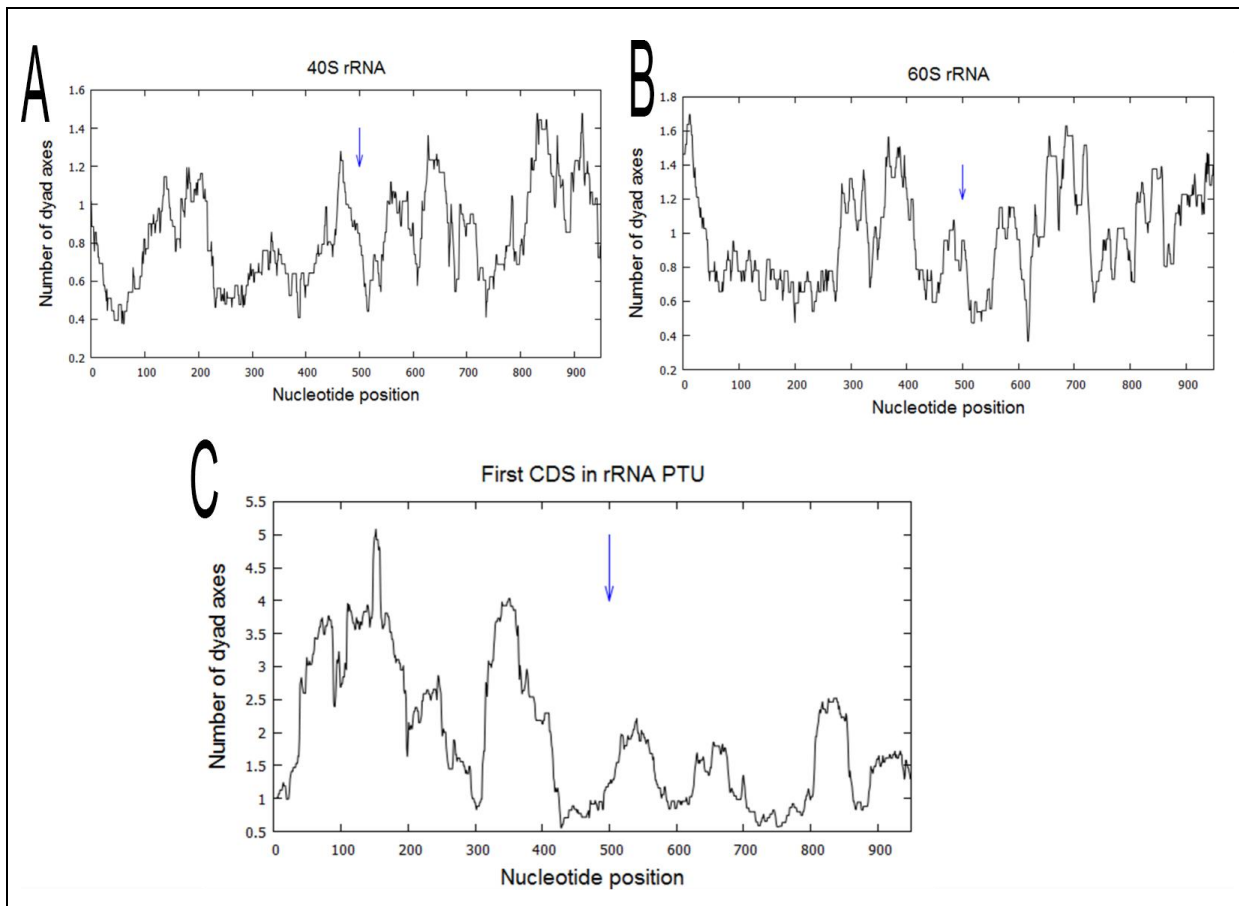 A
40S rRNA
1.6
1.4
1.2
1
0.8
0.6
0.4
0.2
Number of dyad axes
0 100 200 300 400 500 600 700 800 900
Nucleotide position
B
60S rRNA
1.8
1.6
1.4
1.2
1
0.8
0.6
0.4
0.2
Number of dyad axes
0 100 200 300 400 500 600 700 800 900
Nucleotide position
C
First CDS in rRNA PTU
5.5
5
4.5
4
3.5
3
2.5
2
1.5
1
0.5
Number of dyad axes
0 100 200 300 400 500 600 700 800 900
Nucleotide position